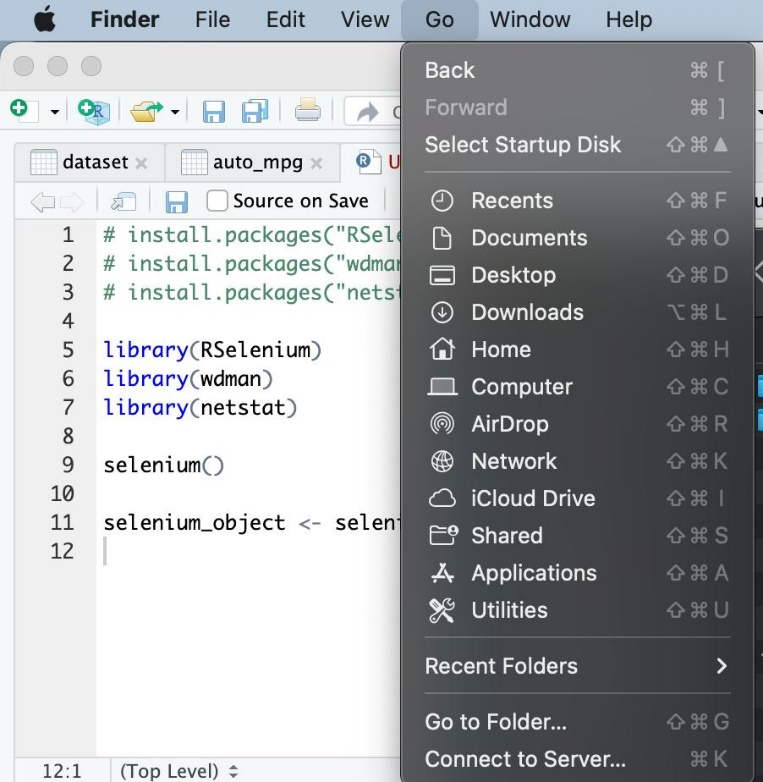 Finder File Edit View Go Window Help
Back ⌘ [
Forward ⌘ ]
Select Startup Disk ⇧⌘▲
Recents ⇧⌘F
Documents ⇧⌘O
Desktop ⇧⌘D
Downloads ⌥⌘L
Home ⇧⌘H
Computer ⇧⌘C
AirDrop ⇧⌘R
Network ⇧⌘K
iCloud Drive ⇧⌘I
Shared ⇧⌘S
Applications ⇧⌘A
Utilities ⇧⌘U
Recent Folders
Go to Folder... ⇧⌘G
Connect to Server... ⌘K
dataset auto_mpg
Source on Save
1 # install.packages("RSel
2 # install.packages("wdma
3 # install.packages("nets
4
5 library(RSelenium)
6 library(wdman)
7 library(netstat)
8
9 selenium()
10
11 selenium_object <- selen
12
12:1 (Top Level)